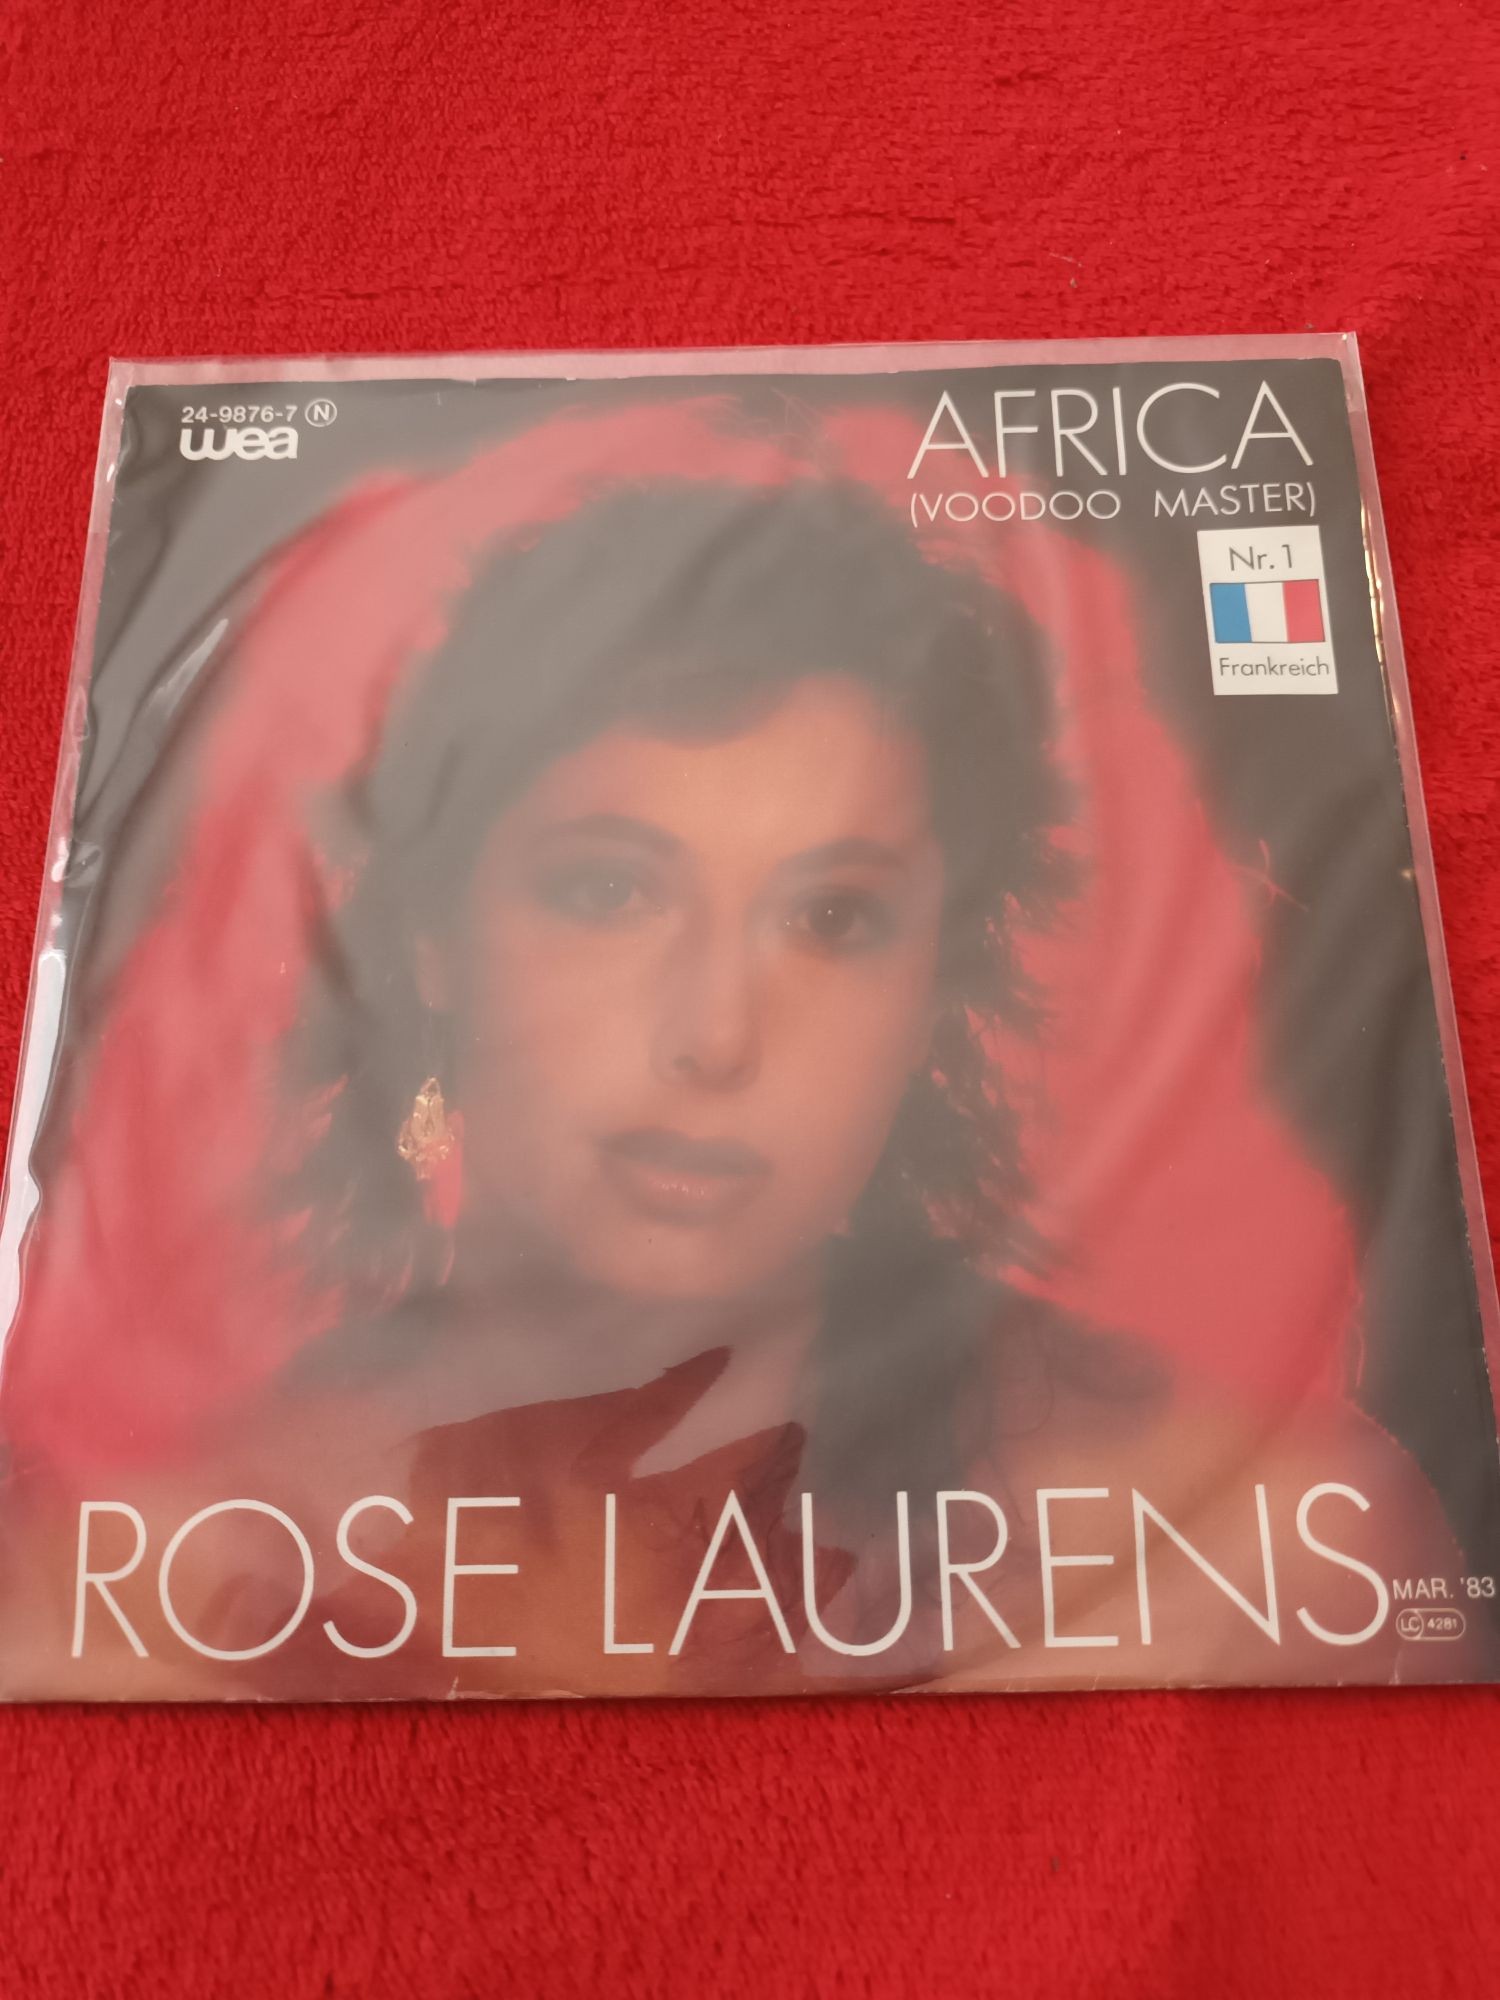 24-9876-7 N
wea
AFRICA
(VOODOO MASTER)
Nr. 1
Frankreich
ROSE LAURENS
MAR. '83
LC 4281